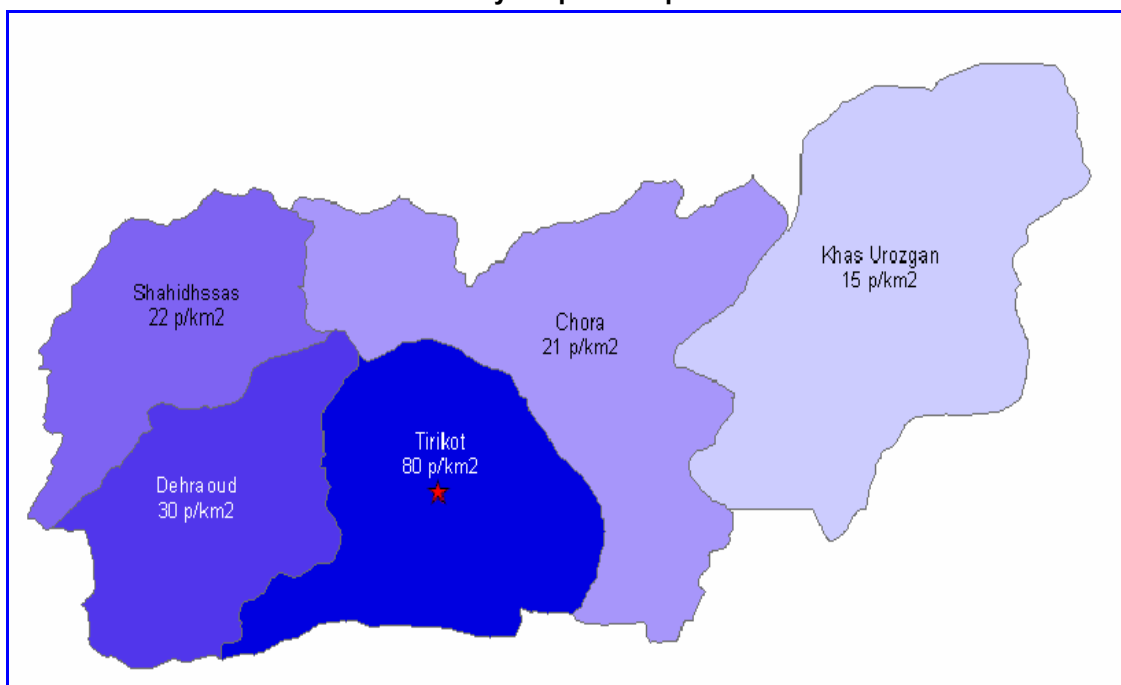 Khas Urozgan
15 p/km2
Shahidhssas
22 p/km2
Chora
21 p/km2
Tirikot
80 p/km2
Dehraoud
30 p/km2